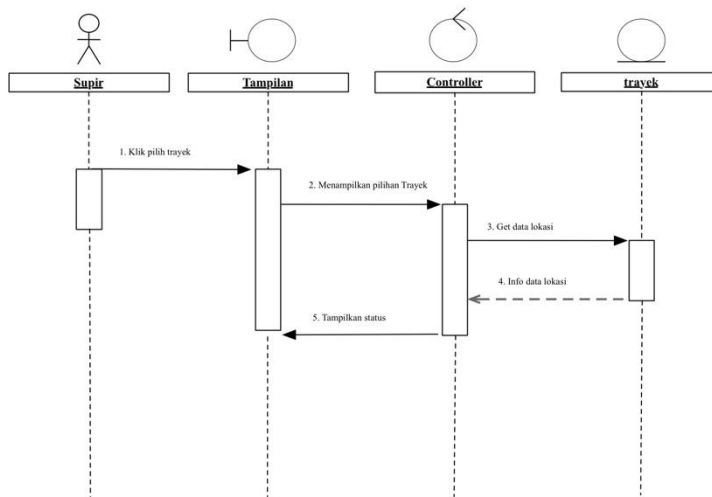 Supir
Tampilan
Controller
trayek
1. Klik pilih trayek
2. Menampilkan pilihan Trayek
3. Get data lokasi
4. Info data lokasi
5. Tampilkan status